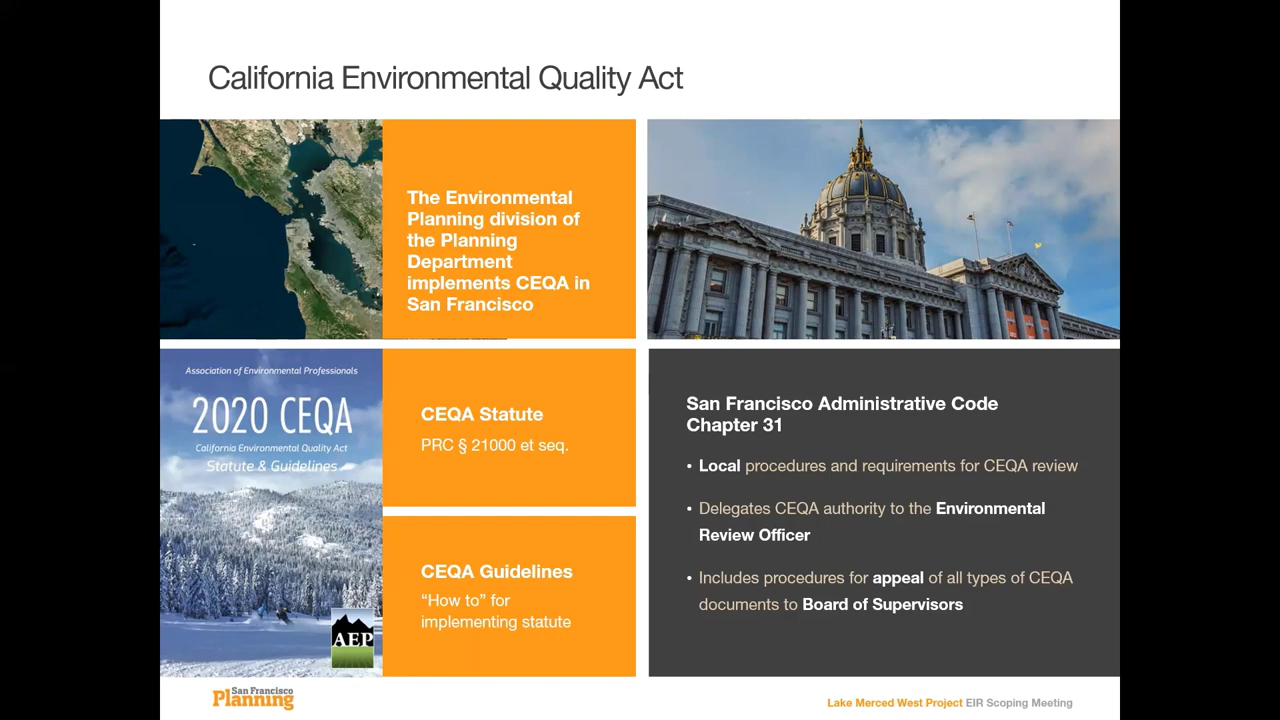 California Environmental Quality Act
The Environmental
Planning division of
the Planning
Department
implements CEQA in
San Francisco
Association of Environmental Professionals
2020 CEQA
California Environmental Quality Act
Statute & Guidelines
AEP
CEQA Statute
PRC § 21000 et seq.
CEQA Guidelines
“How to” for
implementing statute
San Francisco Administrative Code
Chapter 31
• Local procedures and requirements for CEQA review
• Delegates CEQA authority to the Environmental
Review Officer
• Includes procedures for appeal of all types of CEQA
documents to Board of Supervisors
San Francisco
Planning
Lake Merced West Project EIR Scoping Meeting